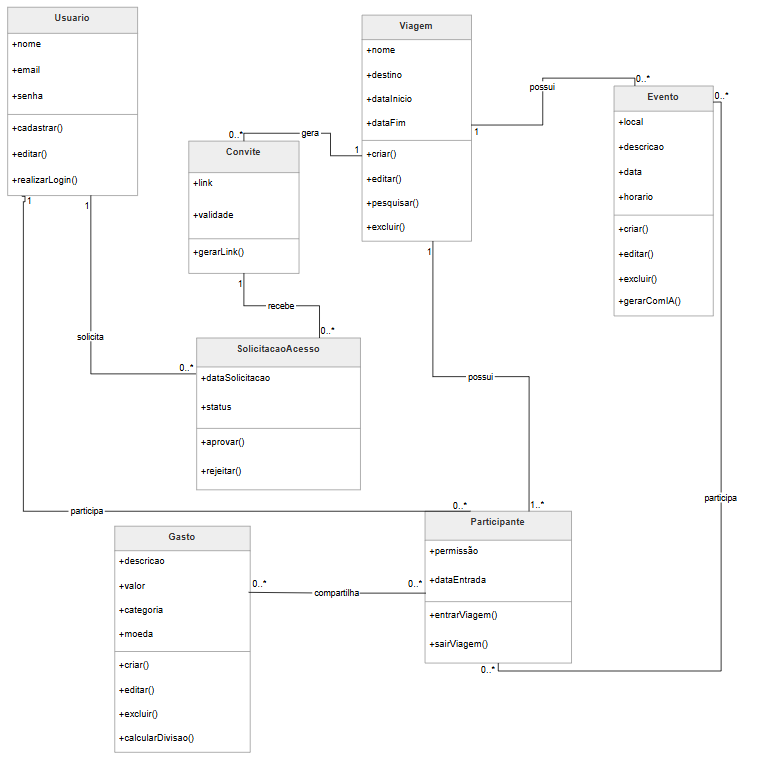 Usuario
+nome
+email
+senha
+cadastrar()
+editar()
+realizarLogin()
1
1
Viagem
+nome
+destino
+dataInicio
+dataFim
+criar()
+editar()
+pesquisar()
+excluir()
1
1
1
possui
0..*
0..*
Evento
+local
+descricao
+data
+horario
+criar()
+editar()
+excluir()
+gerarComIA()
gera
0..*
Convite
+link
+validade
+gerarLink()
1
recebe
0..*
solicita
0..*
SolicitacaoAcesso
+dataSolicitacao
+status
+aprovar()
+rejeitar()
possui
participa
participa
0..*
1..*
Participante
+permissão
+dataEntrada
+entrarViagem()
+sairViagem()
0..*
Gasto
+descricao
+valor
+categoria
+moeda
+criar()
+editar()
+excluir()
+calcularDivisao()
0..*
compartilha
0..*